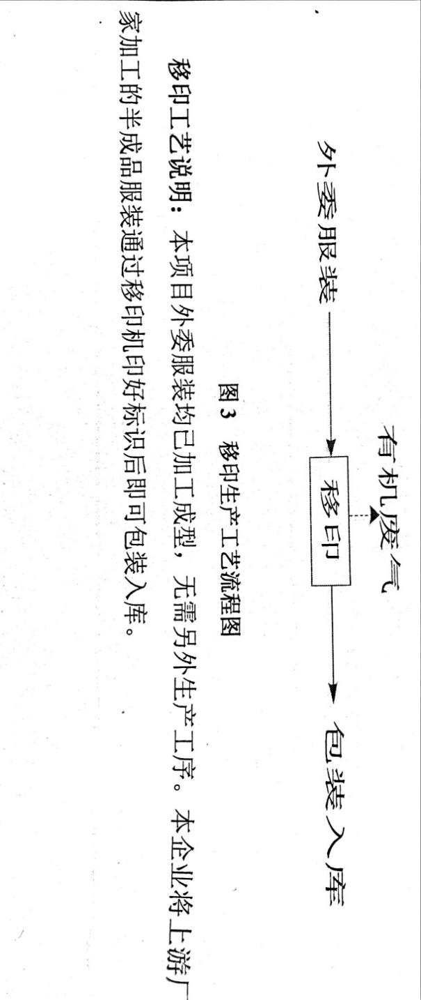 有机废气
外委服装 移印 包装入库
图 3 移印生产工艺流程图
移印工艺说明：本项目外委服装均已加工成型，无需另外生产工序。本企业将上游厂
家加工的半成品服装通过移印机印好标识后即可包装入库。